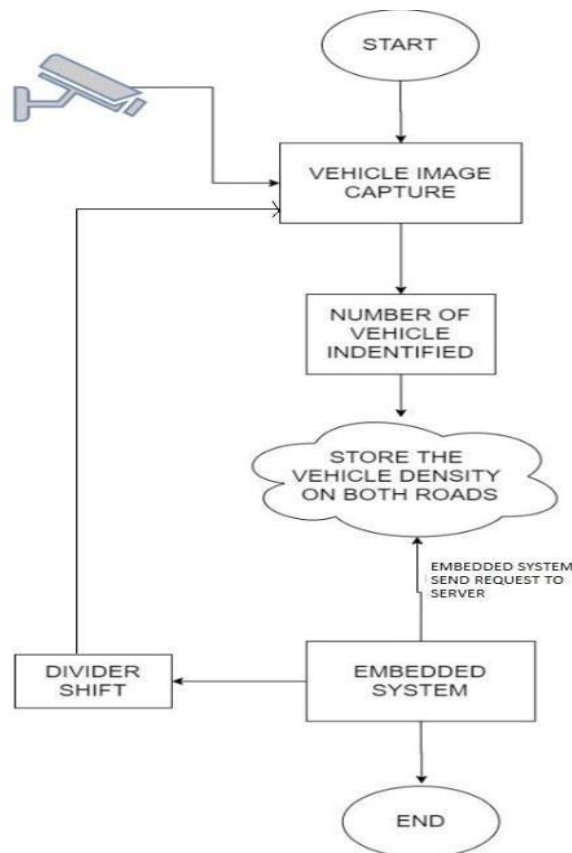 START
VEHICLE IMAGE
CAPTURE
NUMBER OF
VEHICLE
INDENTIFIED
STORE THE
VEHICLE DENSITY
ON BOTH ROADS
EMBEDDED SYSTEM
SEND REQUEST TO
SERVER
DIVIDER
SHIFT
EMBEDDED
SYSTEM
END